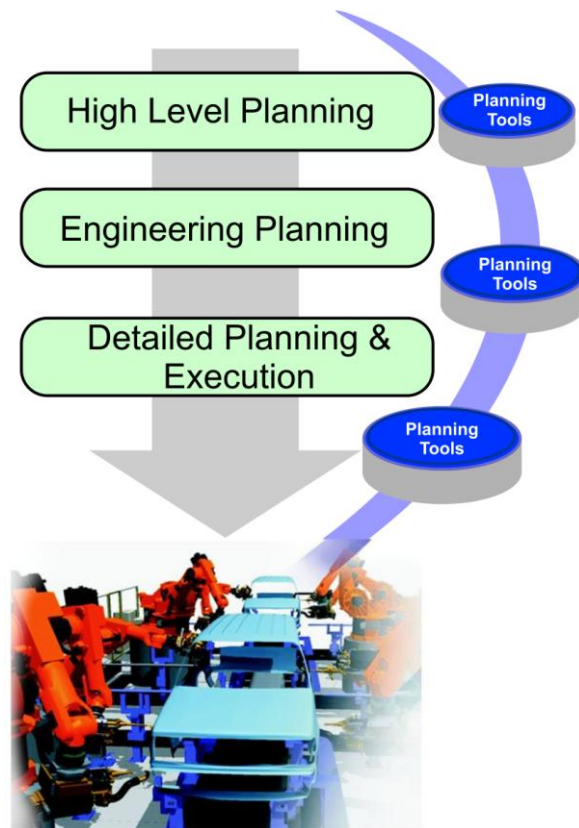 High Level Planning
Planning
Tools
Engineering Planning
Planning
Tools
Detailed Planning &
Execution
Planning
Tools